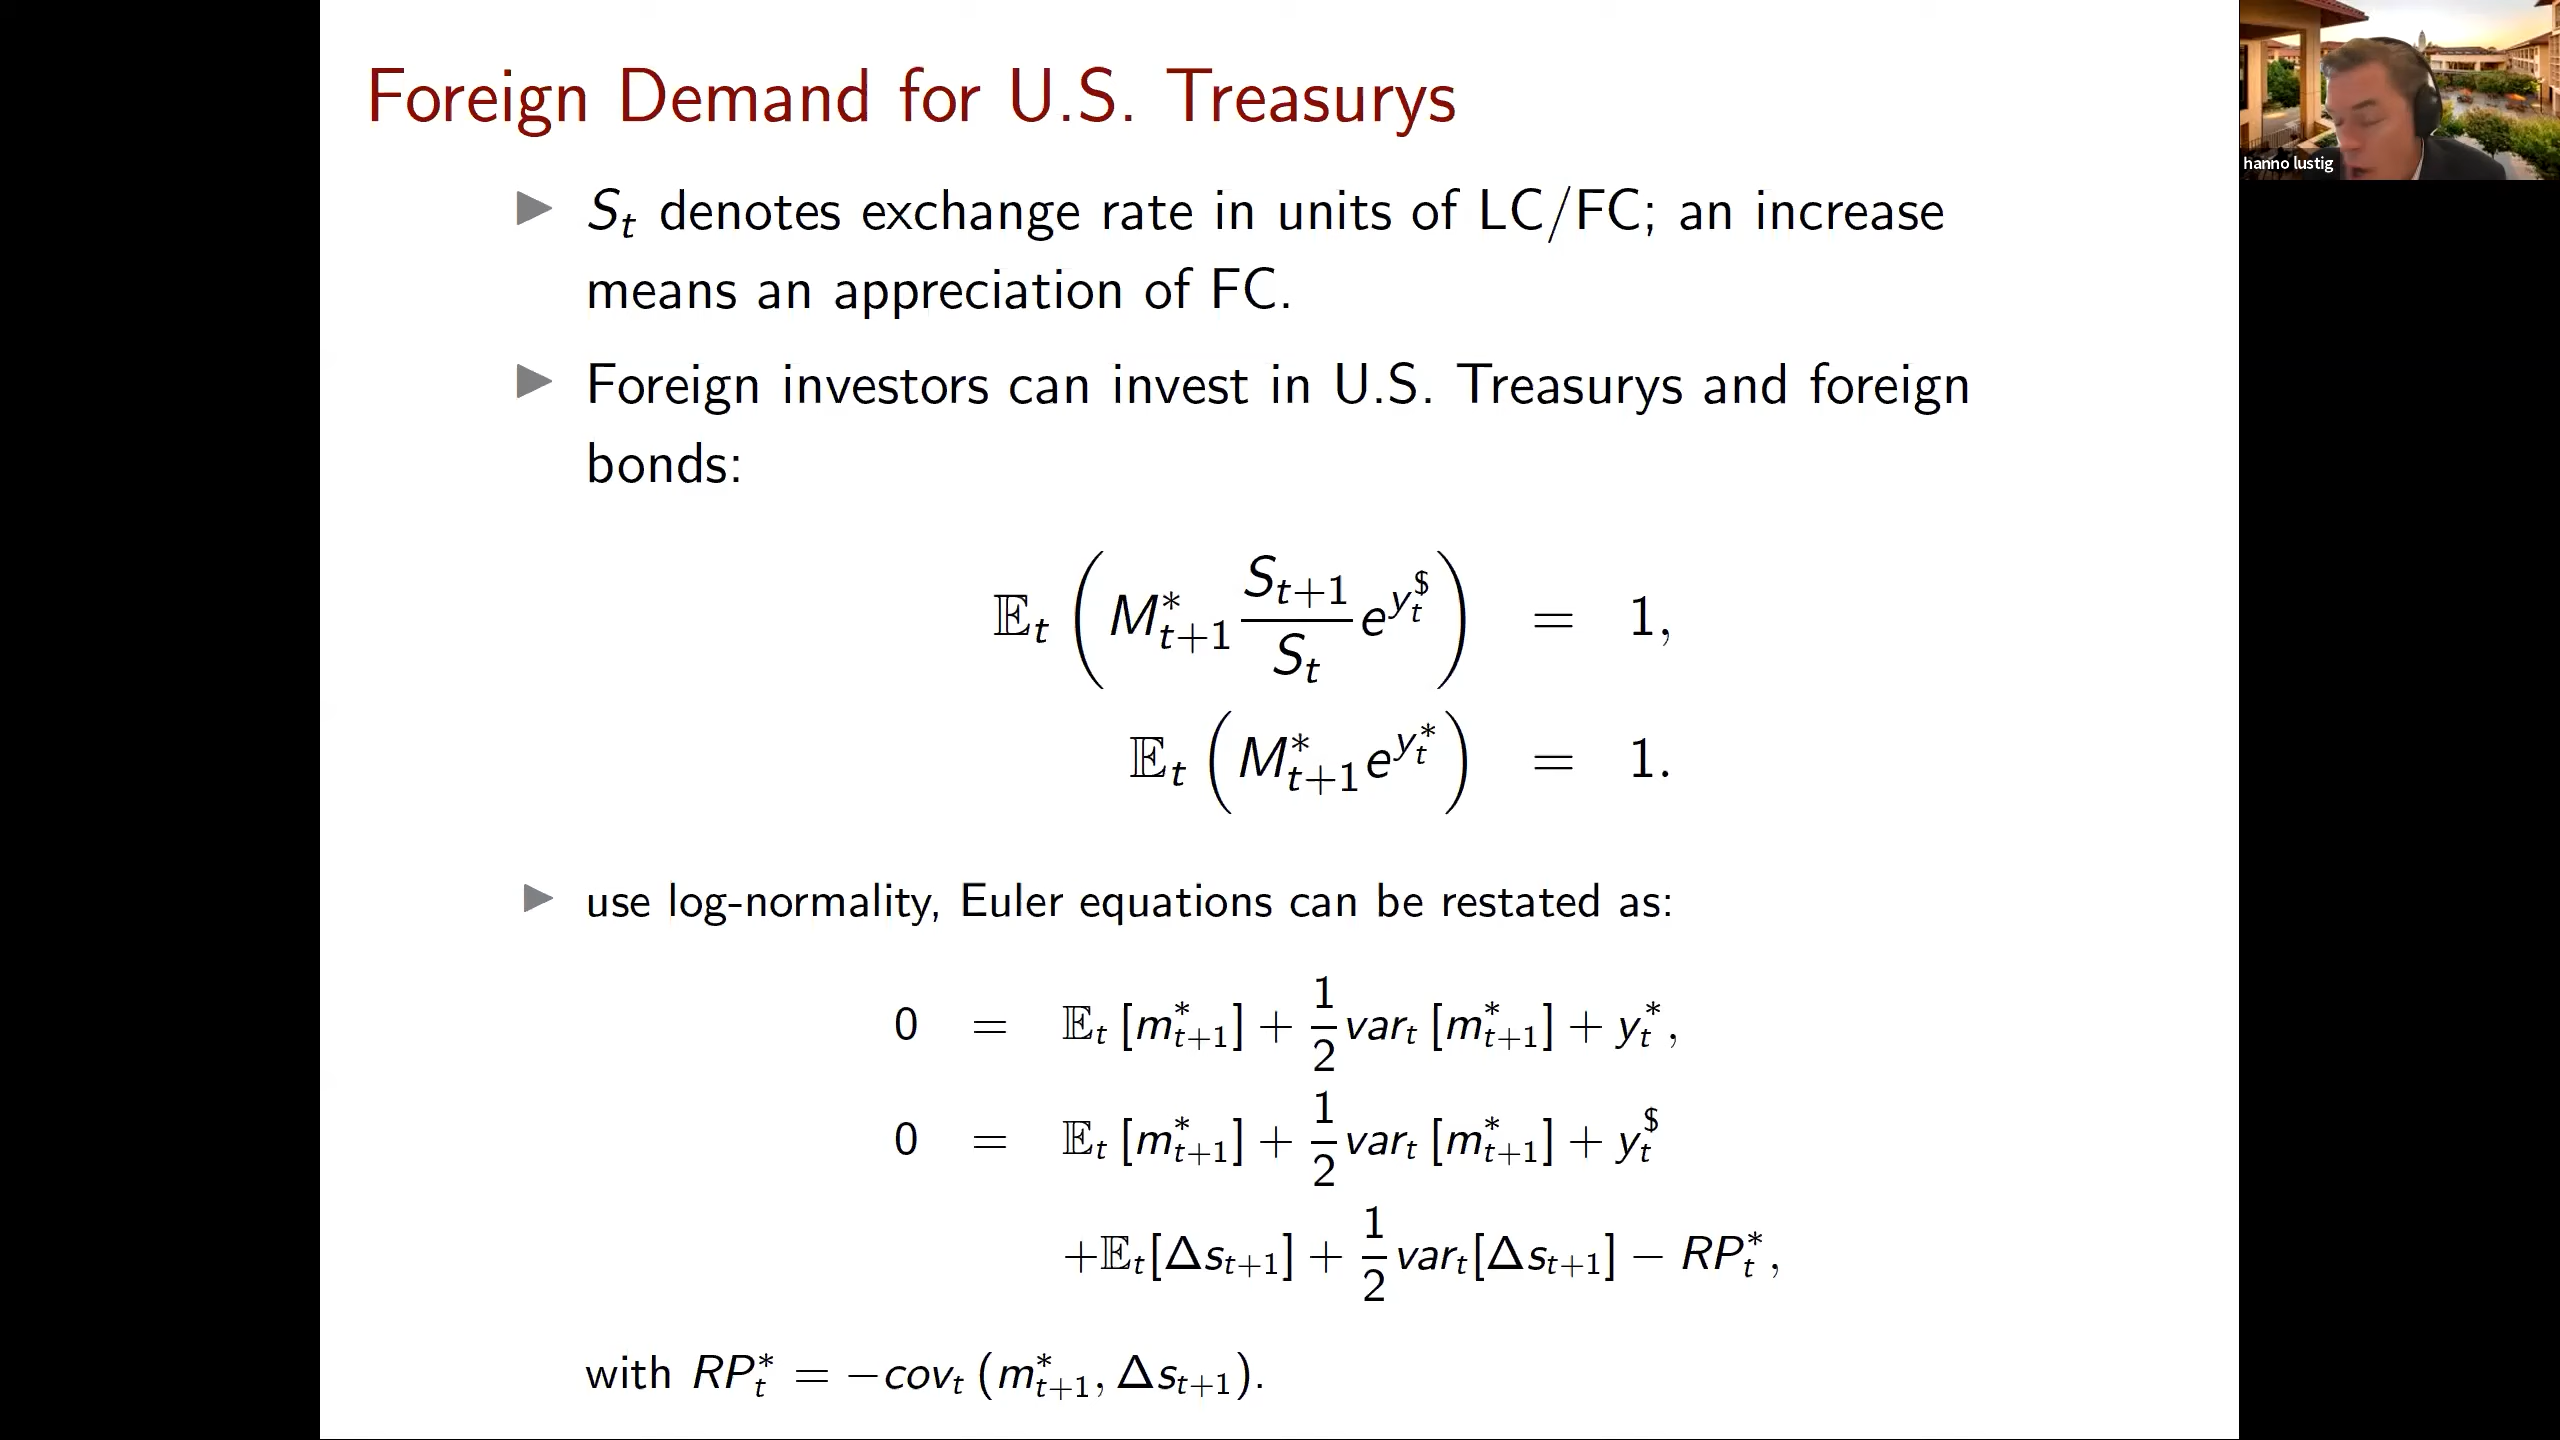 Foreign Demand for U.S. Treasurys
hanno lustig
▶ S_t denotes exchange rate in units of LC/FC; an increase
means an appreciation of FC.
▶ Foreign investors can invest in U.S. Treasurys and foreign
bonds:
𝔼_t ( M*_{t+1} \frac{S_{t+1}}{S_t} e^{y_t^$} ) = 1,
𝔼_t ( M*_{t+1} e^{y_t^*} ) = 1.
▶ use log-normality, Euler equations can be restated as:
0 = 𝔼_t [m*_{t+1}] + \frac{1}{2} var_t [m*_{t+1}] + y_t^*,
0 = 𝔼_t [m*_{t+1}] + \frac{1}{2} var_t [m*_{t+1}] + y_t^$
+𝔼_t[Δs_{t+1}] + \frac{1}{2} var_t[Δs_{t+1}] − RP_t^*,
with RP_t^* = −cov_t (m*_{t+1}, Δs_{t+1}).